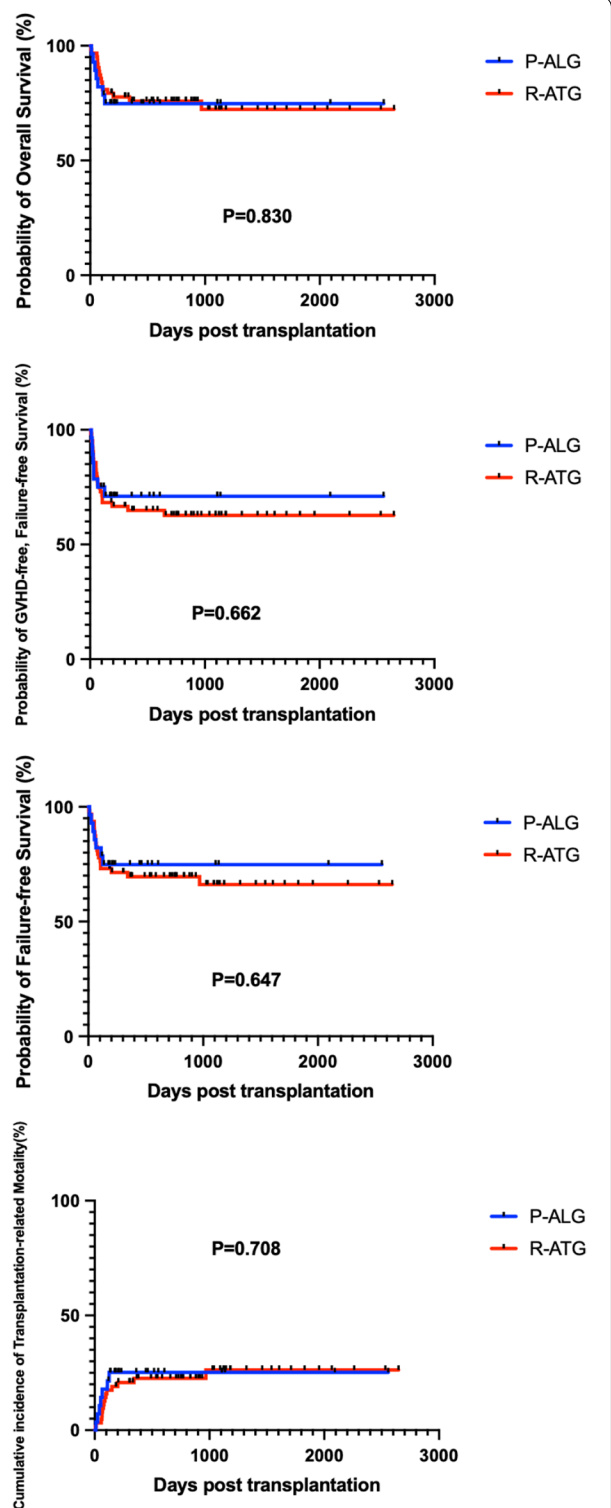 Probability of Overall Survival (%)
100
50
0
0 1000 2000 3000
Days post transplantation
P=0.830
P-ALG
R-ATG
Probability of GVHD-free, Failure-free Survival (%)
100
50
0
0 1000 2000 3000
Days post transplantation
P=0.662
P-ALG
R-ATG
Probability of Failure-free Survival (%)
100
50
0
0 1000 2000 3000
Days post transplantation
P=0.647
P-ALG
R-ATG
Cumulative incidence of Transplantation-related Motality(%)
100
50
0
0 1000 2000 3000
Days post transplantation
P=0.708
P-ALG
R-ATG